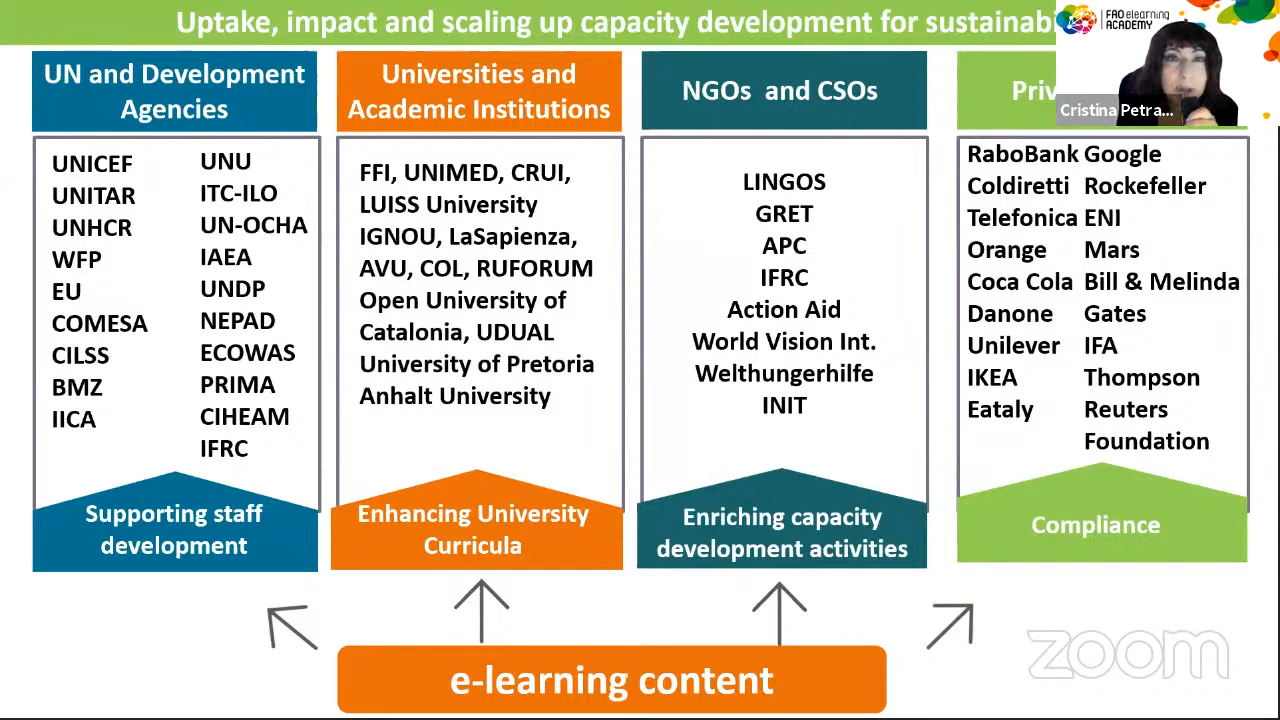 Uptake, impact and scaling up capacity development for
FAO elearning
ACADEMY
Cristina Petra...
UN and Development
Agencies
UNICEF
UNITAR
UNHCR
WFP
EU
COMESA
CILSS
BMZ
IICA
UNU
ITC-ILO
UN-OCHA
IAEA
UNDP
NEPAD
ECOWAS
PRIMA
CIHEAM
IFRC
Supporting staff
development
Universities and
Academic Institutions
FFI, UNIMED, CRUI,
LUISS University
IGNOU, LaSapienza,
AVU, COL, RUFORUM
Open University of
Catalonia, UDUAL
University of Pretoria
Anhalt University
Enhancing University
Curricula
NGOs and CSOs
LINGOS
GRET
APC
IFRC
Action Aid
World Vision Int.
Welthungerhilfe
INIT
Enriching capacity
development activities
RaboBank
Coldiretti
Telefonica
Orange
Coca Cola
Danone
Unilever
IKEA
Eataly
Google
Rockefeller
ENI
Mars
Bill & Melinda
Gates
IFA
Thompson
Reuters
Foundation
Compliance
e-learning content
zoom